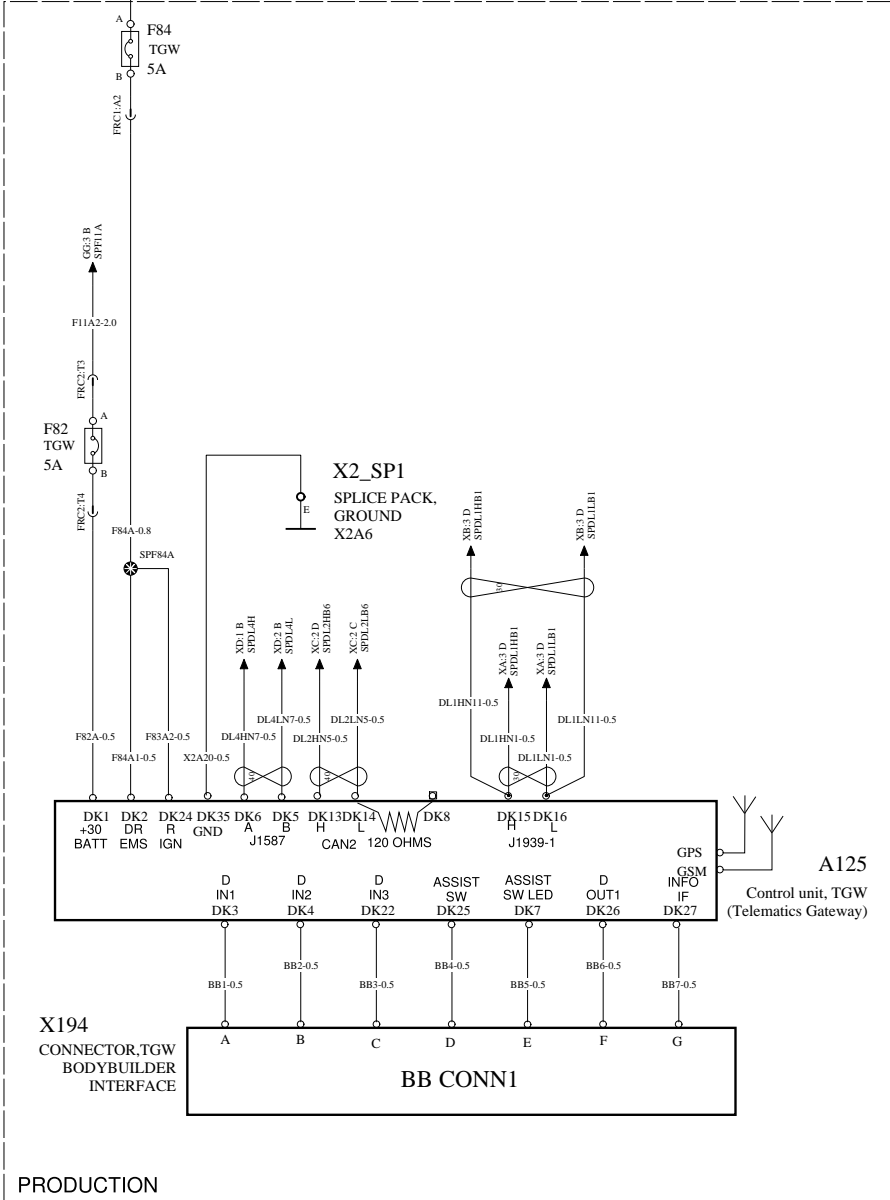 A
F84
TGW
5A
B
FRC1:A2
GG:3 B
SPF11A
F11A2-2.0
FRC2:T3
A
F82
TGW
5A
B
FRC2:T4
X2_SP1
SPLICE PACK,
GROUND
X2A6
E
F84A-0.8
SPF84A
XB:3 D
SPDL1HB1
XB:3 D
SPDL1LB1
30
XD:1 B
SPDL4H
XD:2 B
SPDL4L
XC:2 D
SPDL2HB6
XC:2 C
SPDL2LB6
XA:3 D
SPDL1HB1
XA:3 D
SPDL1LB1
F82A-0.5
F84A1-0.5
F83A2-0.5
X2A20-0.5
DL4HN7-0.5
DL4LN7-0.5
DL2HN5-0.5
DL2LN5-0.5
DL1HN11-0.5
DL1HN1-0.5
DL1LN1-0.5
DL1LN11-0.5
40
40
30
DK1 DK2 DK24 DK35 DK6 DK5 DK13 DK14 DK8 DK15 DK16
+30 DR R GND A B H L H L
BATT EMS IGN J1587 CAN2 120 OHMS J1939-1
GPS
GSM
A125
Control unit, TGW
(Telematics Gateway)
D D D ASSIST ASSIST D INFO
IN1 IN2 IN3 SW SW LED OUT1 IF
DK3 DK4 DK22 DK25 DK7 DK26 DK27
BB1-0.5 BB2-0.5 BB3-0.5 BB4-0.5 BB5-0.5 BB6-0.5 BB7-0.5
X194
CONNECTOR,TGW
BODYBUILDER
INTERFACE
A B C D E F G
BB CONN1
PRODUCTION